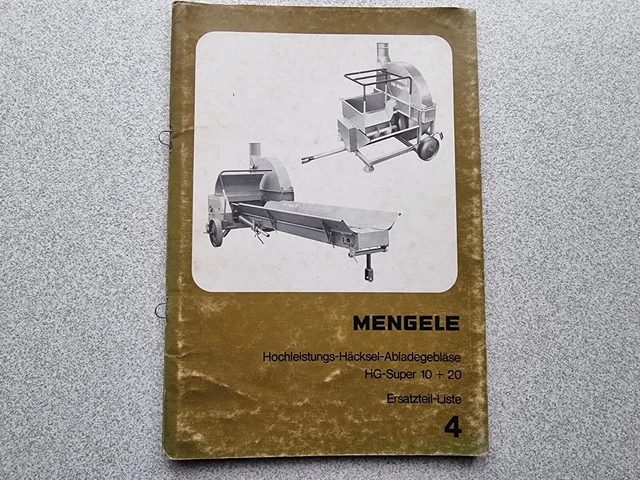 MENGELE
Hochleistungs-Häcksel-Abladegebläse
HG-Super 10 + 20
Ersatzteil-Liste
4